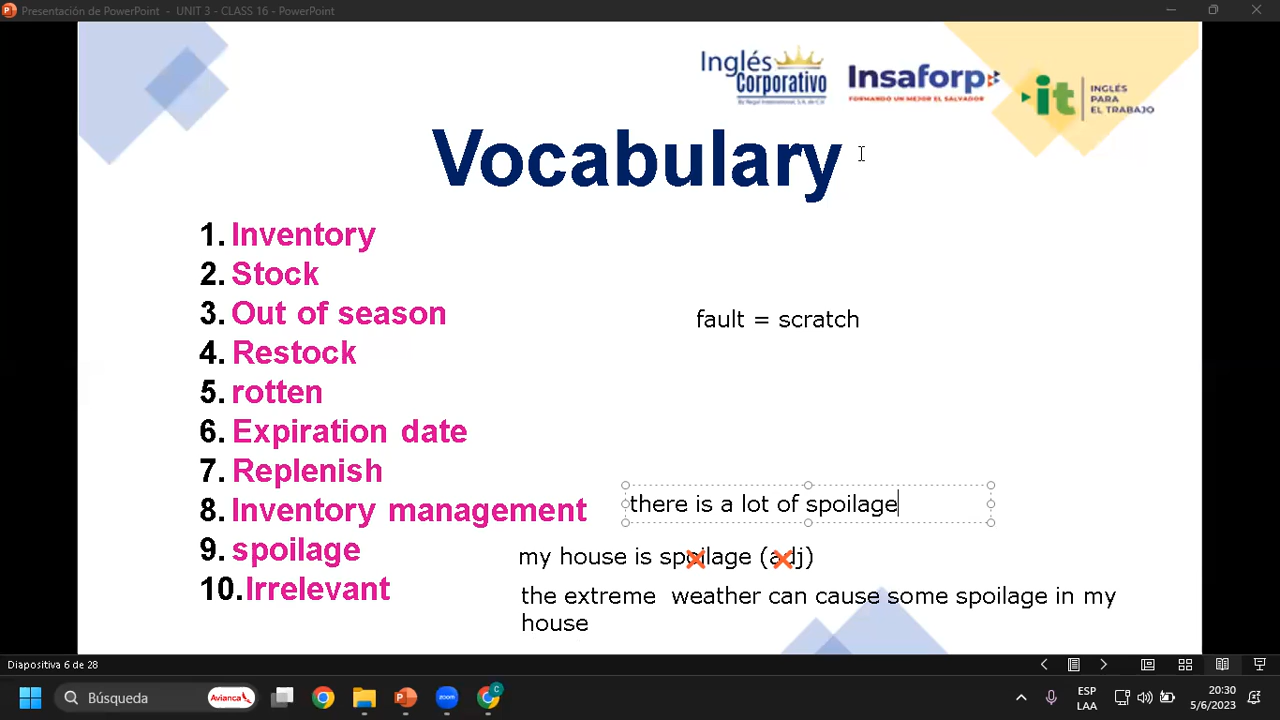 Presentación de PowerPoint - UNIT 3 - CLASS 16 - PowerPoint
Inglés
Corporativo
Insaforp
FORMANDO UN MEJOR EL SALVADOR
it
INGLÉS
PARA
EL TRABAJO
Vocabulary
1. Inventory
2. Stock
3. Out of season
fault = scratch
4. Restock
5. rotten
6. Expiration date
7. Replenish
8. Inventory management
there is a lot of spoilage
9. spoilage
my house is spoilage (adj)
10. Irrelevant
the extreme weather can cause some spoilage in my
house
Diapositiva 6 de 28
Búsqueda
Avianca
zoom
C
ESP
LAA
20:30
5/6/2023